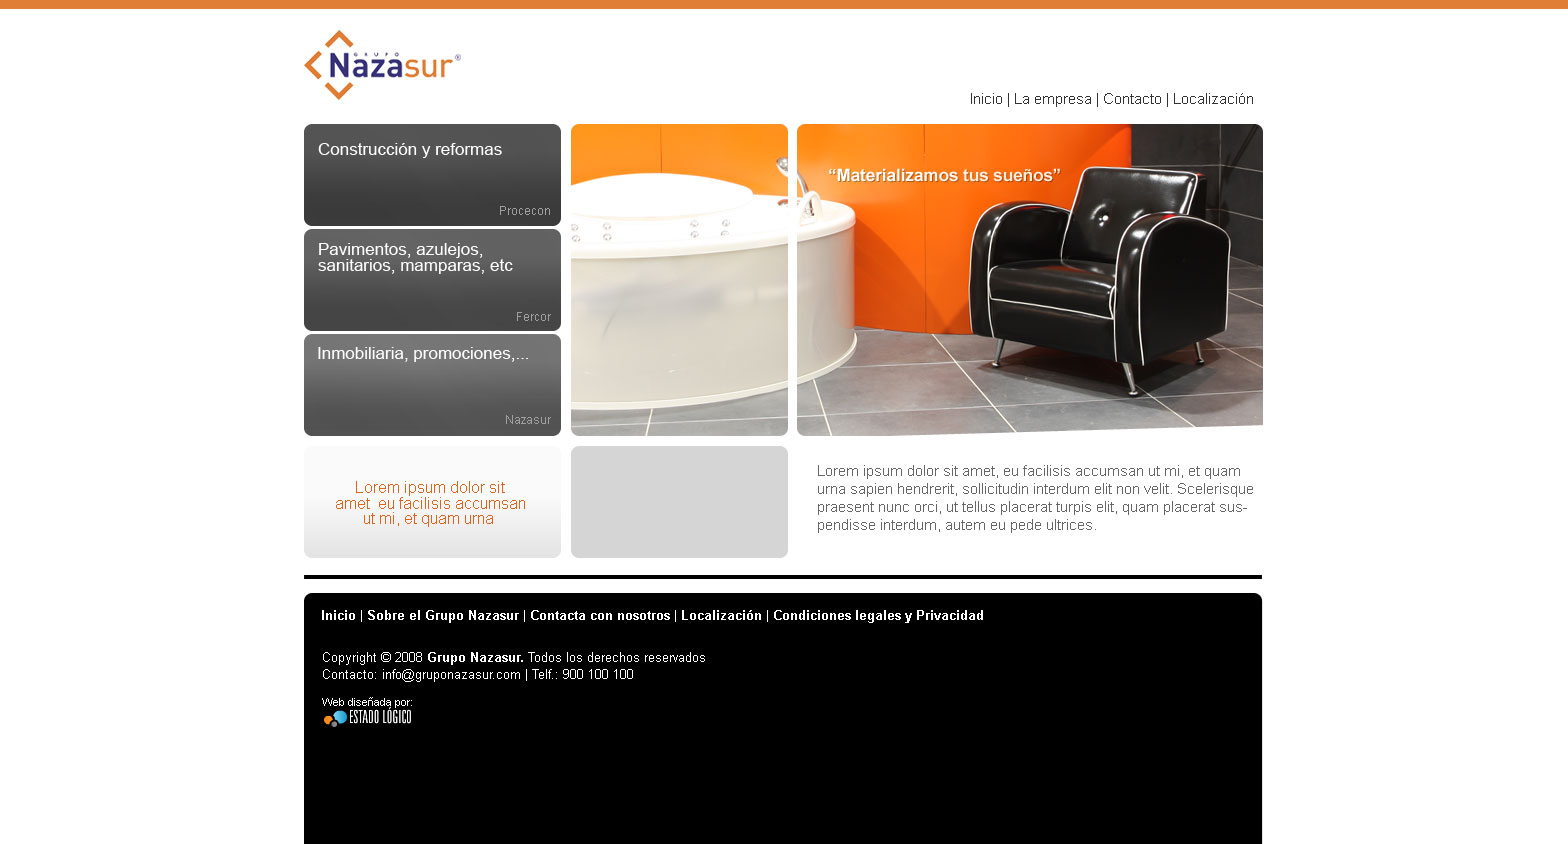 GRUPO
Nazasur®
Inicio | La empresa | Contacto | Localización
Construcción y reformas
Procecon
Pavimentos, azulejos,
sanitarios, mamparas, etc
Fercor
Inmobiliaria, promociones,...
Nazasur
“Materializamos tus sueños”
Lorem ipsum dolor sit
amet eu facilisis accumsan
ut mi, et quam urna
Lorem ipsum dolor sit amet, eu facilisis accumsan ut mi, et quam
urna sapien hendrerit, sollicitudin interdum elit non velit. Scelerisque
praesent nunc orci, ut tellus placerat turpis elit, quam placerat sus-
pendisse interdum, autem eu pede ultrices.
Inicio | Sobre el Grupo Nazasur | Contacta con nosotros | Localización | Condiciones legales y Privacidad
Copyright © 2008 Grupo Nazasur. Todos los derechos reservados
Contacto: info@gruponazasur.com | Telf.: 900 100 100
Web diseñada por:
ESTADO LÓGICO